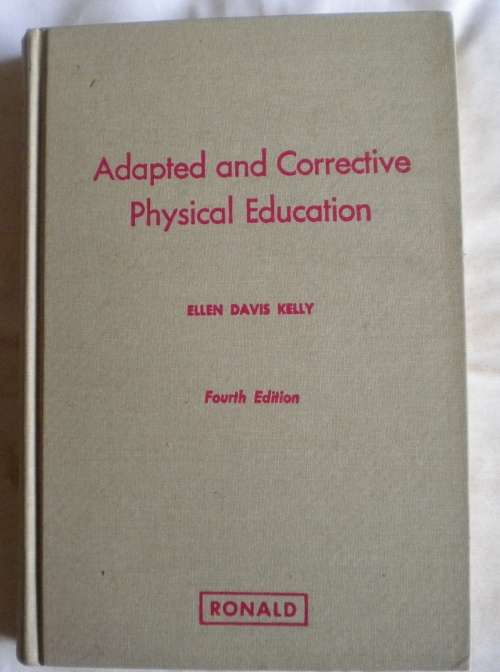 Adapted and Corrective
Physical Education
ELLEN DAVIS KELLY
Fourth Edition
RONALD